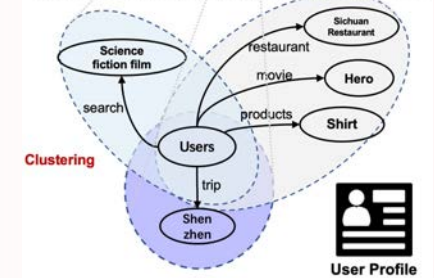 Sichuan
Restaurant
restaurant
Science
fiction film
movie
Hero
search
products
Shirt
Users
Clustering
trip
Shen
zhen
User Profile